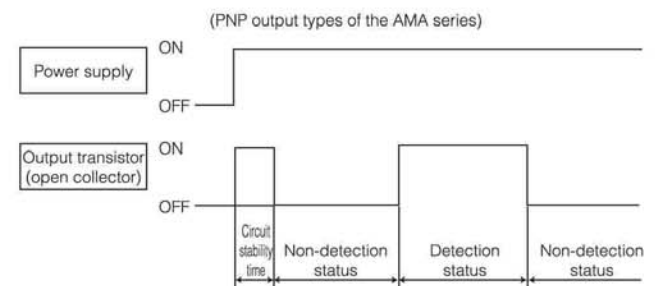 (PNP output types of the AMA series)
ON
Power supply
OFF
ON
Output transistor
(open collector)
OFF
Circuit
stability
time
Non-detection
status
Detection
status
Non-detection
status